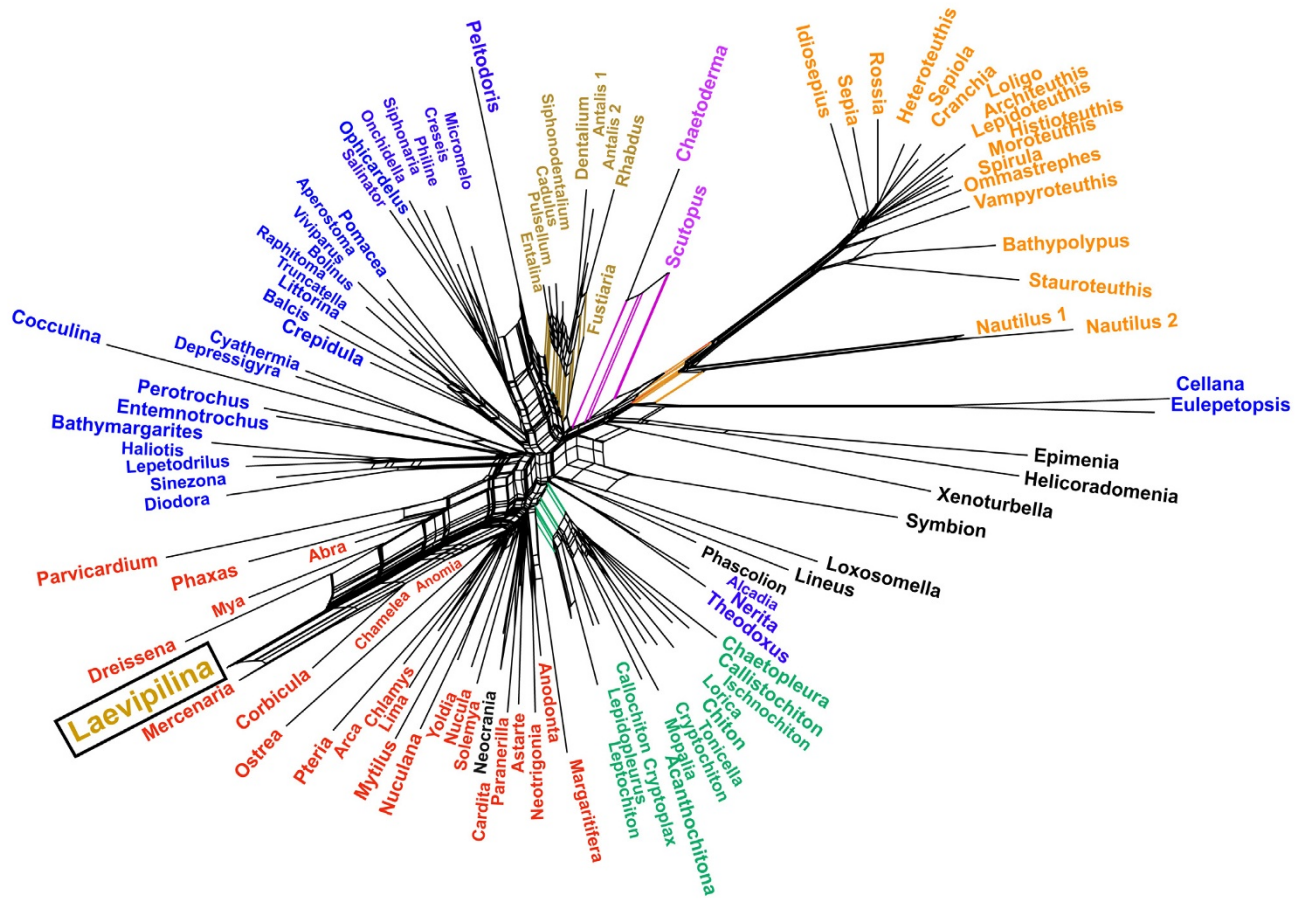 Peltodoris
Micromelo
Creseis
Philine
Siphonaria
Onchidella
Ophicardelus
Salinator
Pomacea
Aperostoma
Viviparus
Bolinus
Raphitoma
Truncatella
Littorina
Balcis
Crepidula
Cocculina
Cyathermia
Depressigyra
Perotrochus
Entemnotrochus
Bathymargarites
Haliotis
Lepetodrilus
Sinezona
Diodora
Siphonodentalium
Cadulus
Pulsellum
Entalina
Dentalium
Antalis 1
Antalis 2
Rhabdus
Fustiaria
Chaetoderma
Scutopus
Idiosepius
Sepia
Rossia
Heteroteuthis
Sepiola
Cranchia
Loligo
Architeuthis
Lepidoteuthis
Histioteuthis
Moroteuthis
Spirula
Ommastrephes
Vampyroteuthis
Bathypolypus
Stauroteuthis
Nautilus 1
Nautilus 2
Cellana
Eulepetopsis
Epimenia
Helicoradomenia
Xenoturbella
Symbion
Loxosomella
Lineus
Phascolion
Alcadia
Nerita
Theodoxus
Chaetopleura
Callistochiton
Ischnochiton
Lorica
Chiton
Tonicella
Cryptochiton
Mopalia
Acanthochitona
Cryptoplax
Callochiton
Lepidopleurus
Leptochiton
Margaritifera
Anodonta
Neotrigonia
Astarte
Paranerilla
Neocrania
Cardita
Solemya
Nucula
Yoldia
Nuculana
Mytilus
Lima
Chlamys
Arca
Pteria
Ostrea
Corbicula
Chamelea
Anomia
Mercenaria
Laevipilina
Dreissena
Mya
Abra
Phaxas
Parvicardium